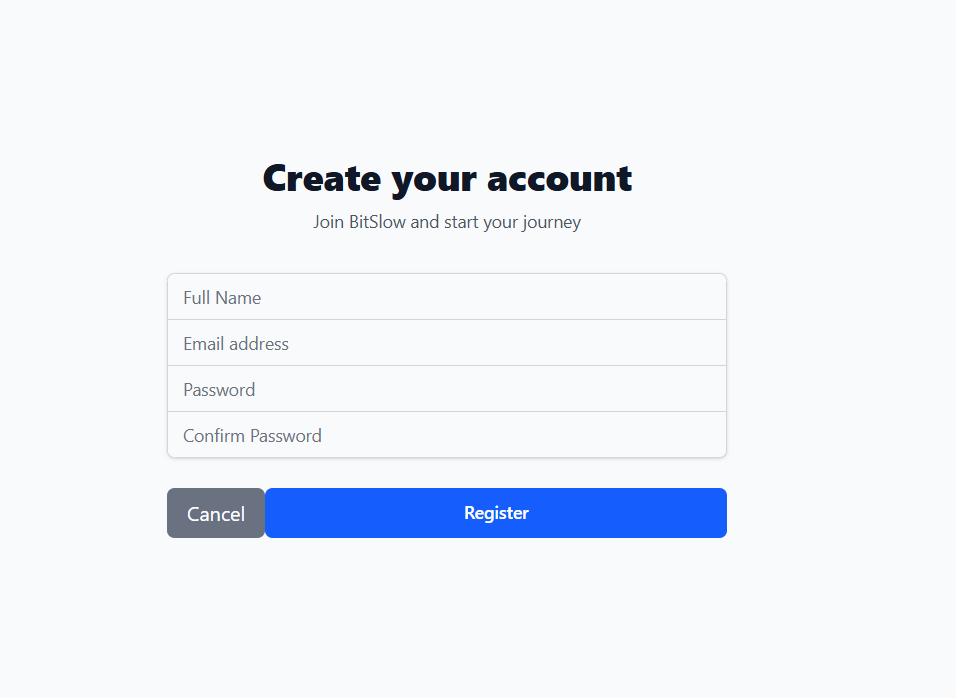 Create your account
Join BitSlow and start your journey
Full Name
Email address
Password
Confirm Password
Cancel Register